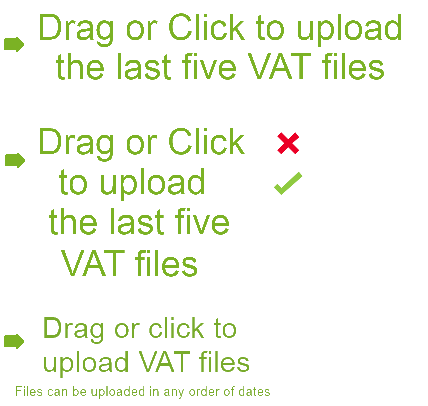 Drag or Click to upload
the last five VAT files
Drag or Click
to upload
the last five
VAT files
Drag or click to
upload VAT files
Files can be uploaded in any order of dates